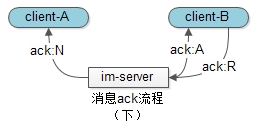 client-A
client-B
ack:N
ack:A
ack:R
im-server
消息ack流程
（下）